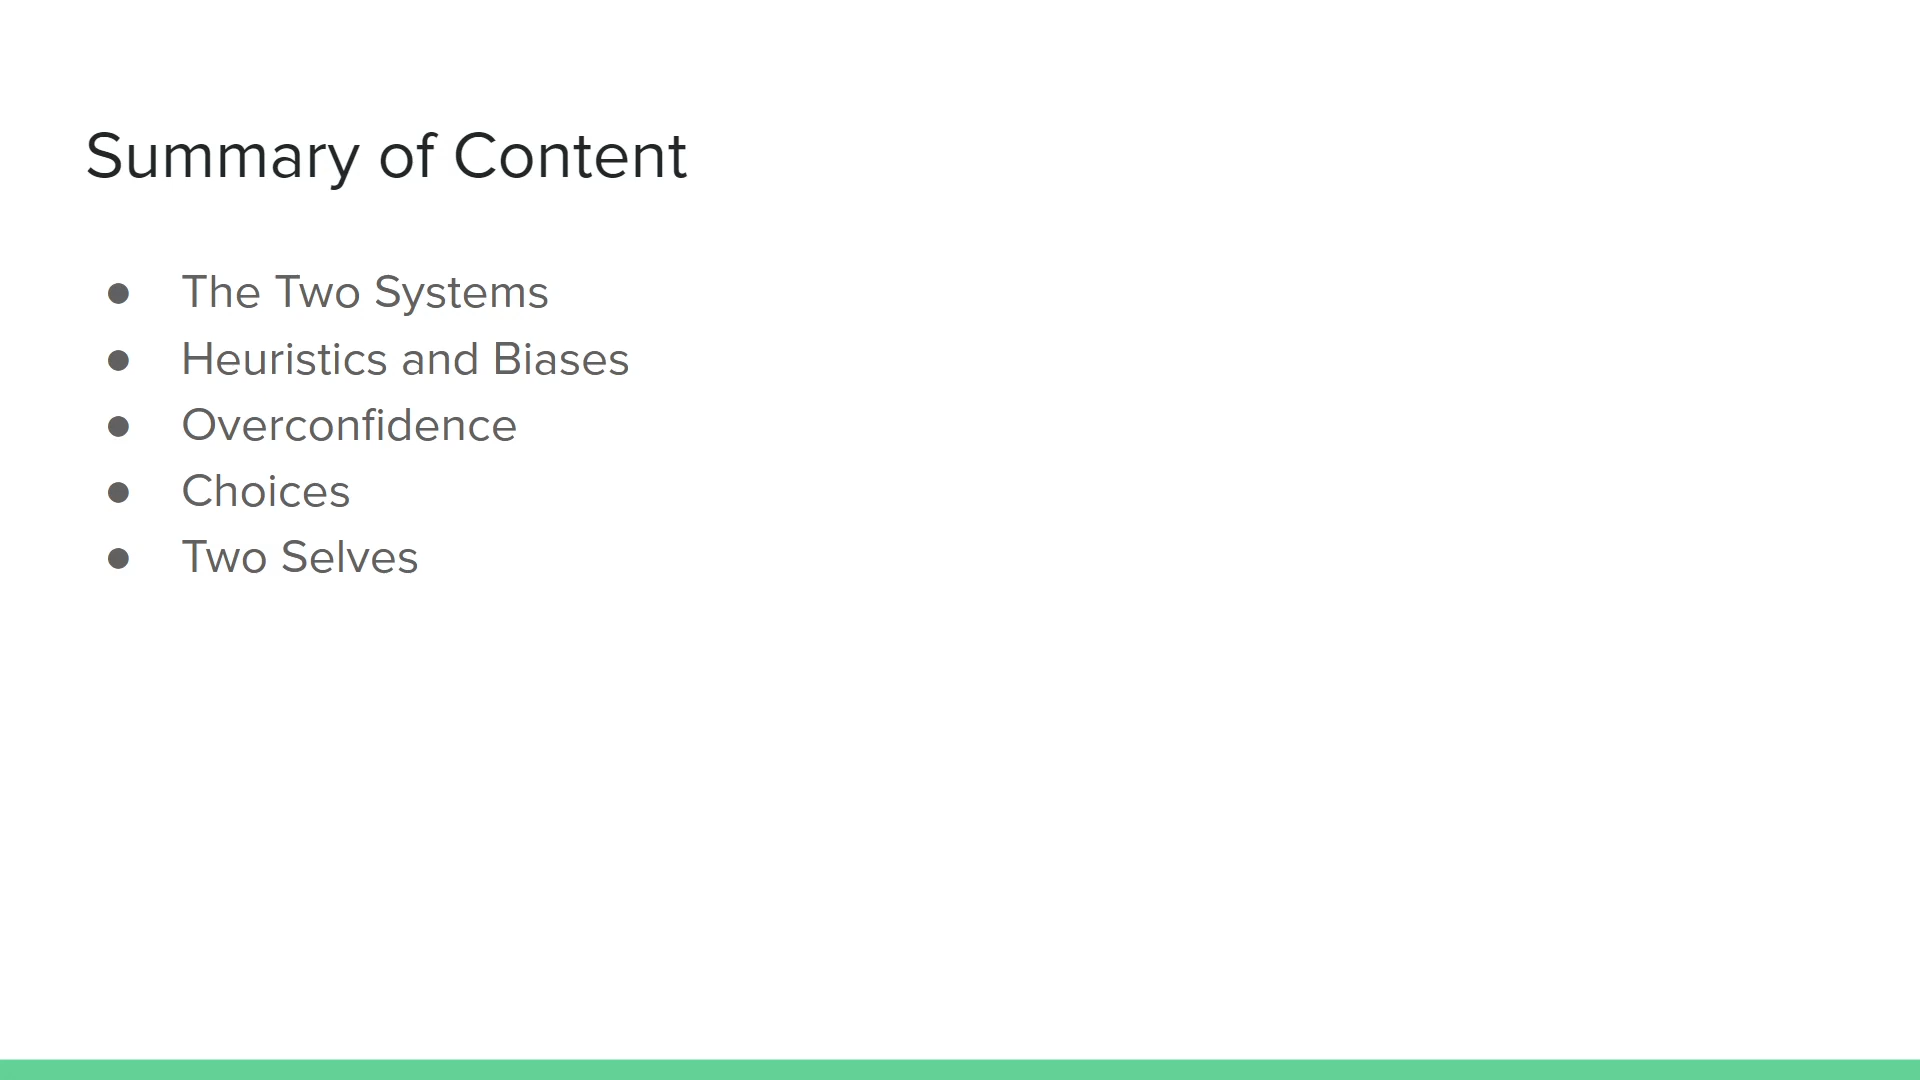 Summary of Content
● The Two Systems
● Heuristics and Biases
● Overconfidence
● Choices
● Two Selves